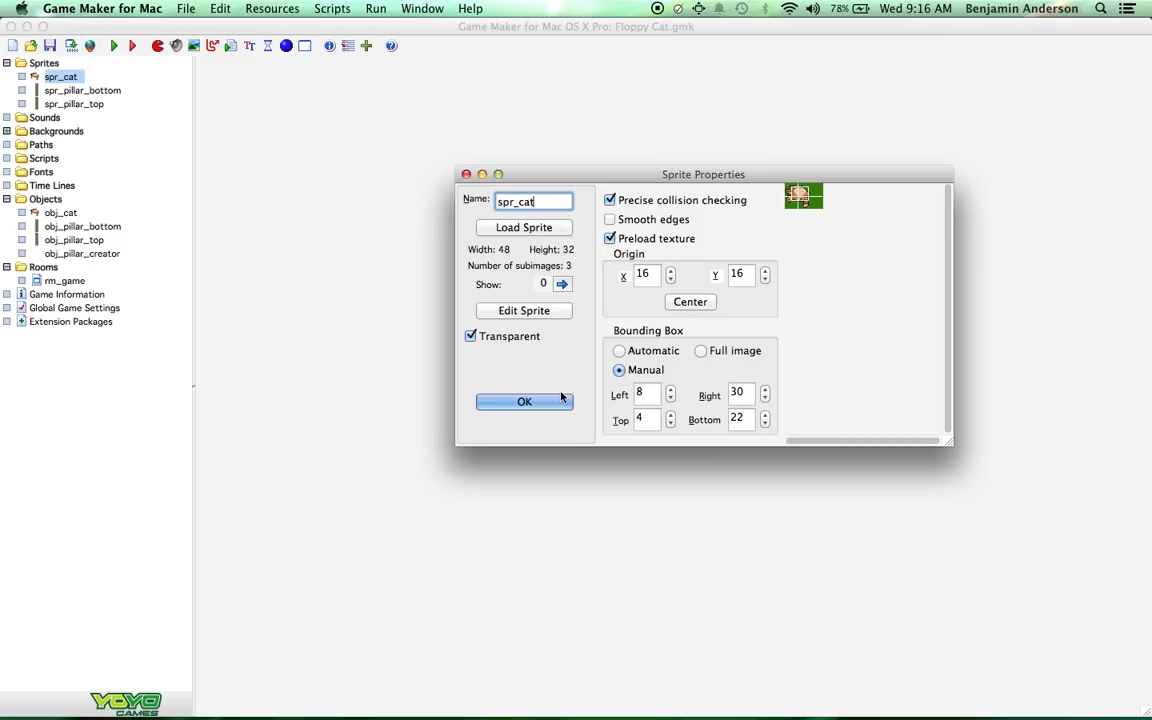 Game Maker for Mac File Edit Resources Scripts Run Window Help 78% Wed 9:16 AM Benjamin Anderson
Game Maker for Mac OS X Pro: Floppy Cat.gmk
Sprites
spr_cat
spr_pillar_bottom
spr_pillar_top
Sounds
Backgrounds
Paths
Scripts
Fonts
Time Lines
Objects
obj_cat
obj_pillar_bottom
obj_pillar_top
obj_pillar_creator
Rooms
rm_game
Game Information
Global Game Settings
Extension Packages
YOYO
GAMES
Sprite Properties
Name: spr_cat
Load Sprite
Width: 48 Height: 32
Number of subimages: 3
Show: 0
Edit Sprite
Transparent
OK
Precise collision checking
Smooth edges
Preload texture
Origin
X 16 Y 16
Center
Bounding Box
Automatic Full image
Manual
Left 8 Right 30
Top 4 Bottom 22